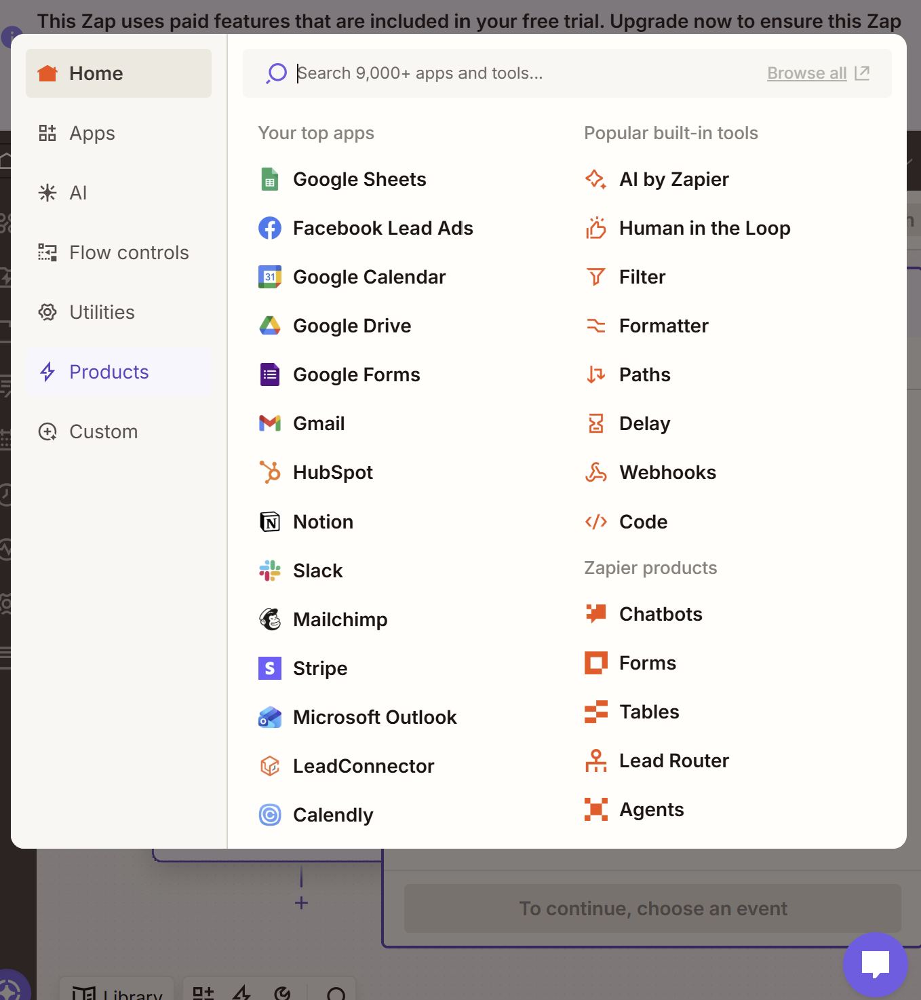 This Zap uses paid features that are included in your free trial. Upgrade now to ensure this Zap
Home
Apps
AI
Flow controls
Utilities
Products
Custom
Search 9,000+ apps and tools...
Browse all
Your top apps
Google Sheets
Facebook Lead Ads
Google Calendar
31
Google Drive
Google Forms
Gmail
HubSpot
Notion
Slack
Mailchimp
Stripe
Microsoft Outlook
LeadConnector
Calendly
Popular built-in tools
AI by Zapier
Human in the Loop
Filter
Formatter
Paths
Delay
Webhooks
Code
Zapier products
Chatbots
Forms
Tables
Lead Router
Agents
To continue, choose an event
Library